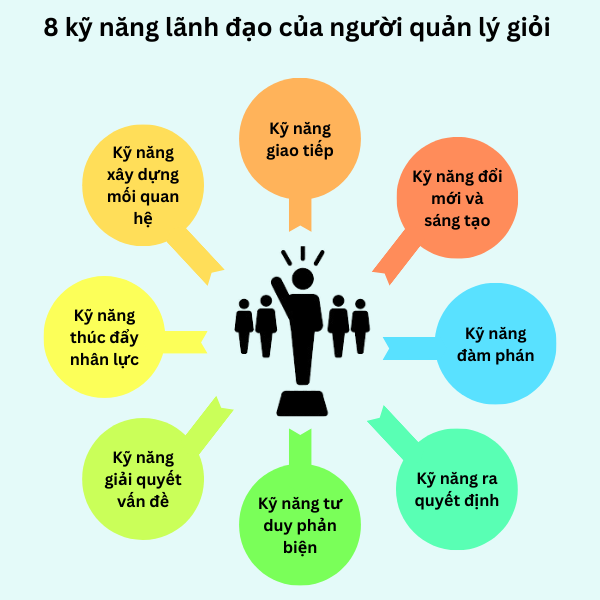 8 kỹ năng lãnh đạo của người quản lý giỏi
Kỹ năng
giao tiếp
Kỹ năng đổi
mới và
sáng tạo
Kỹ năng
đàm phán
Kỹ năng ra
quyết định
Kỹ năng tư
duy phản
biện
Kỹ năng
giải quyết
vấn đề
Kỹ năng
thúc đẩy
nhân lực
Kỹ năng
xây dựng
mối quan
hệ